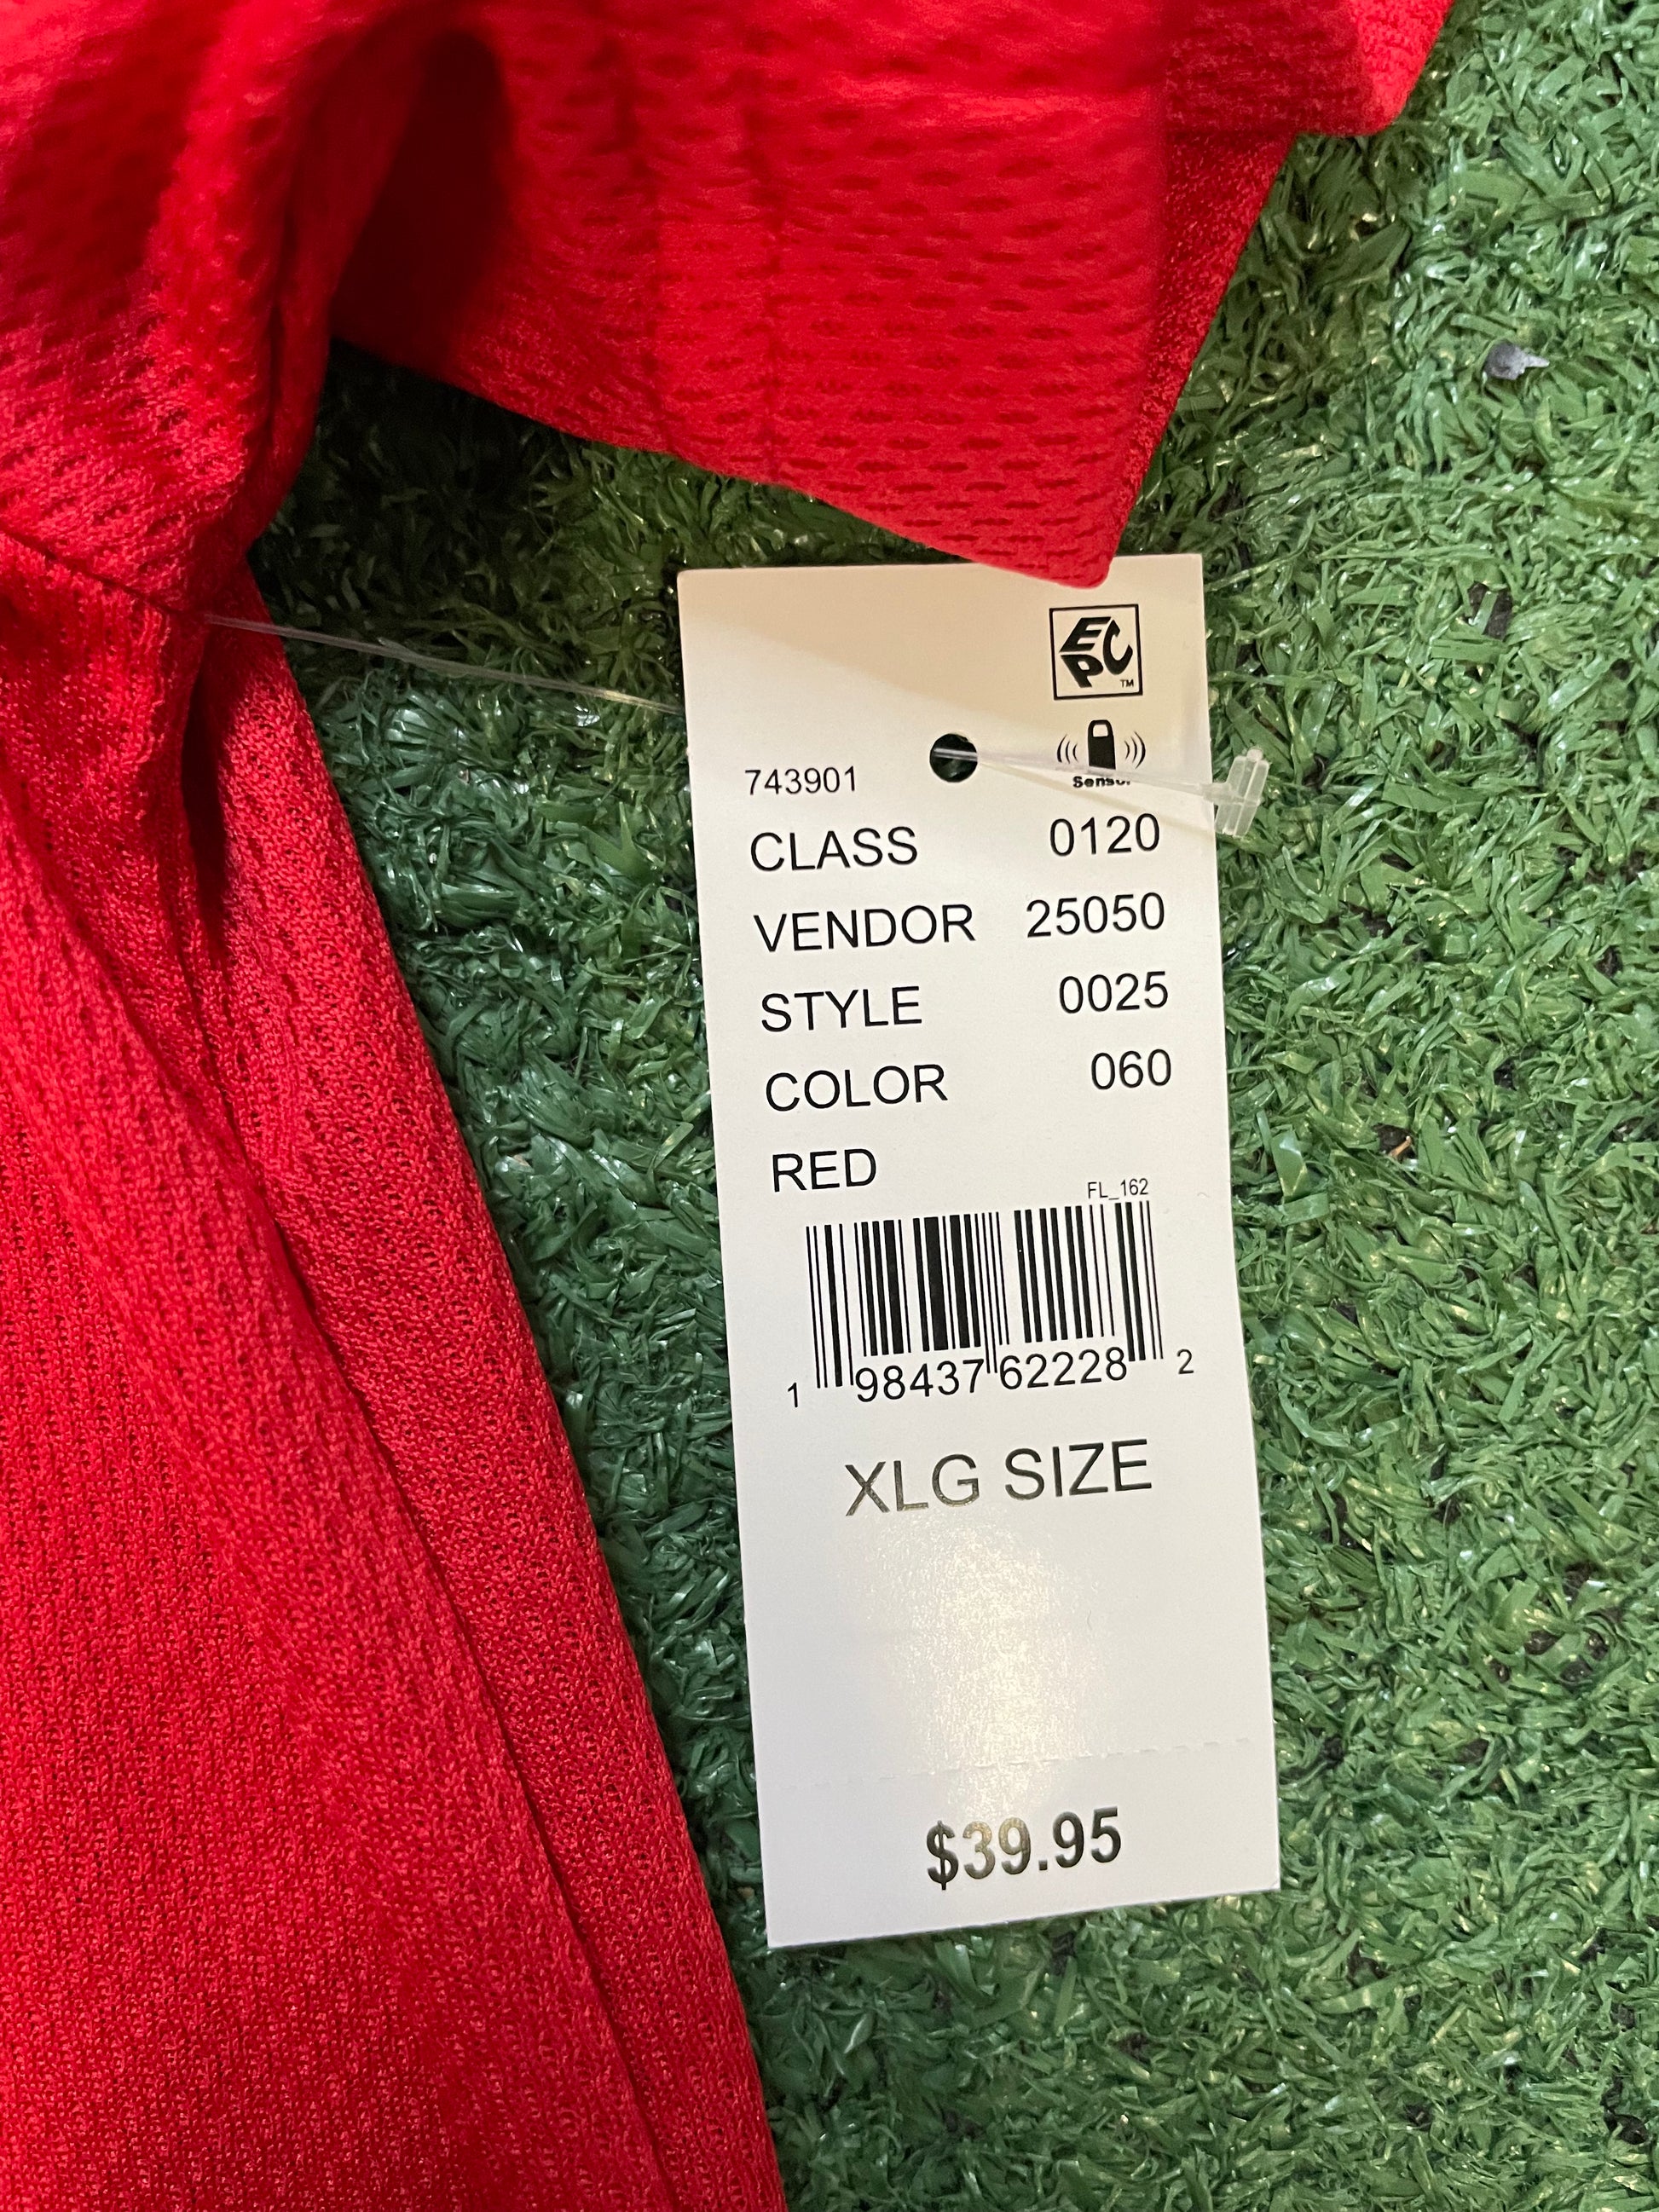 EPC™
743901
Sensor
CLASS 0120
VENDOR 25050
STYLE 0025
COLOR 060
RED
FL_162
1 98437 62228 2
XLG SIZE
$39.95